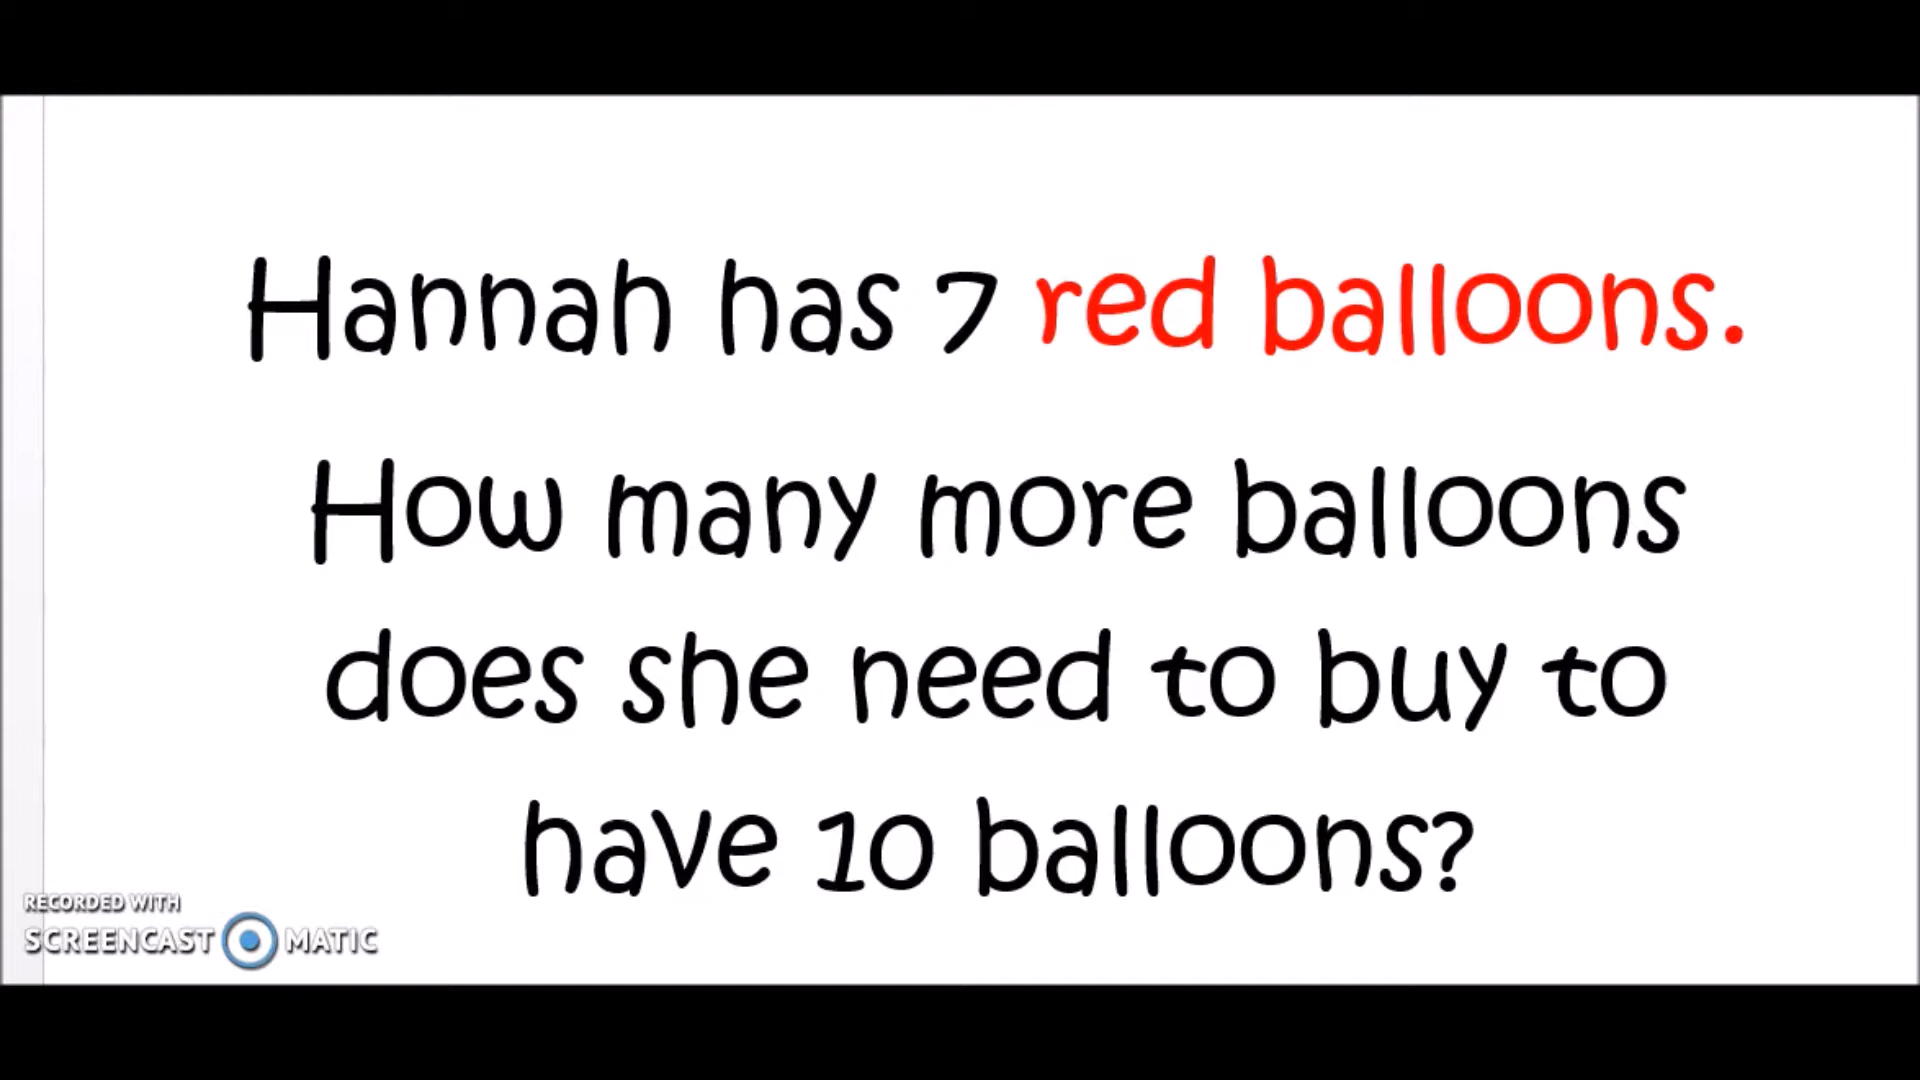 Hannah has 7 red balloons.
How many more balloons
does she need to buy to
have 10 balloons?
RECORDED WITH
SCREENCAST MATIC